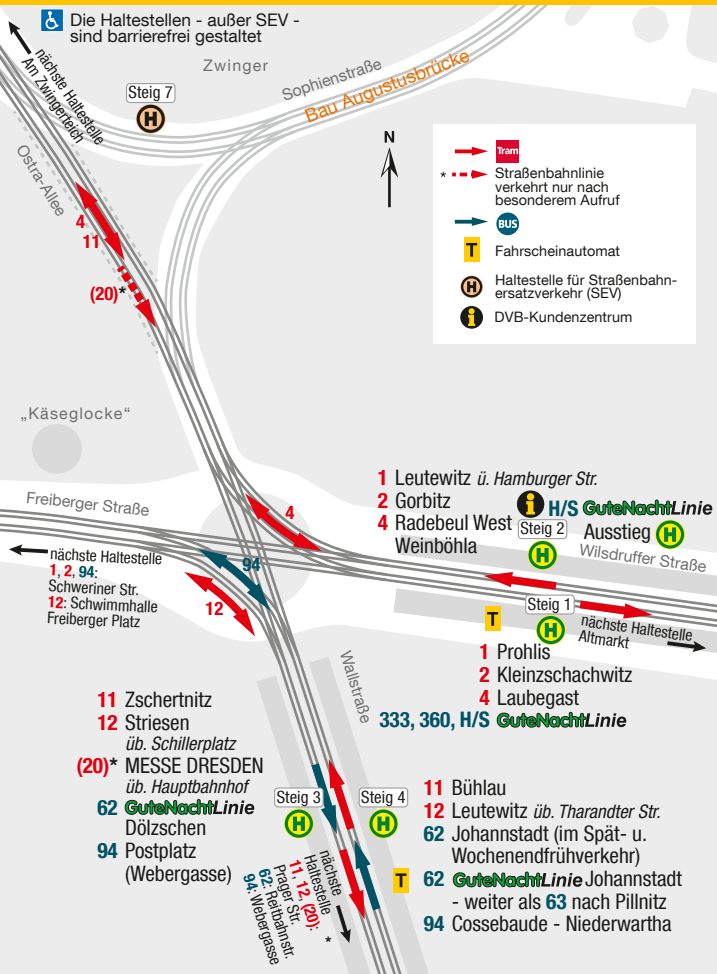 Die Haltestellen - außer SEV -
sind barrierefrei gestaltet
nächste Haltestelle
Am Zwingerteich
Steig 7
H
Zwinger
Sophienstraße
Bau Augustusbrücke
Ostra-Allee
4
11
(20)*
N
Tram
* Straßenbahnlinie
verkehrt nur nach
besonderem Aufruf
BUS
T Fahrscheinautomat
H Haltestelle für Straßenbahn-
ersatzverkehr (SEV)
i DVB-Kundenzentrum
„Käseglocke“
Freiberger Straße
nächste Haltestelle
1, 2, 94:
Schweriner Str.
12: Schwimmhalle
Freiberger Platz
4
94
12
1 Leutewitz ü. Hamburger Str.
2 Gorbitz
4 Radebeul West
Weinböhla
i H/S GuteNachtLinie
Steig 2
H
Ausstieg H
Wilsdruffer Straße
T
Steig 1
H
nächste Haltestelle
Altmarkt
1 Prohlis
2 Kleinzschachwitz
4 Laubegast
333, 360, H/S GuteNachtLinie
Wallstraße
11 Zschertnitz
12 Striesen
üb. Schillerplatz
(20)* MESSE DRESDEN
üb. Hauptbahnhof
62 GuteNachtLinie
Dölzschen
94 Postplatz
(Webergasse)
Steig 3
H
Steig 4
H
nächste
Haltestelle
11, 12, (20):
Prager Str.
62: Reitbahnstr.
94: Webergasse
*
T
11 Bühlau
12 Leutewitz üb. Tharandter Str.
62 Johannstadt (im Spät- u.
Wochenendfrühverkehr)
62 GuteNachtLinie Johannstadt
- weiter als 63 nach Pillnitz
94 Cossebaude - Niederwartha